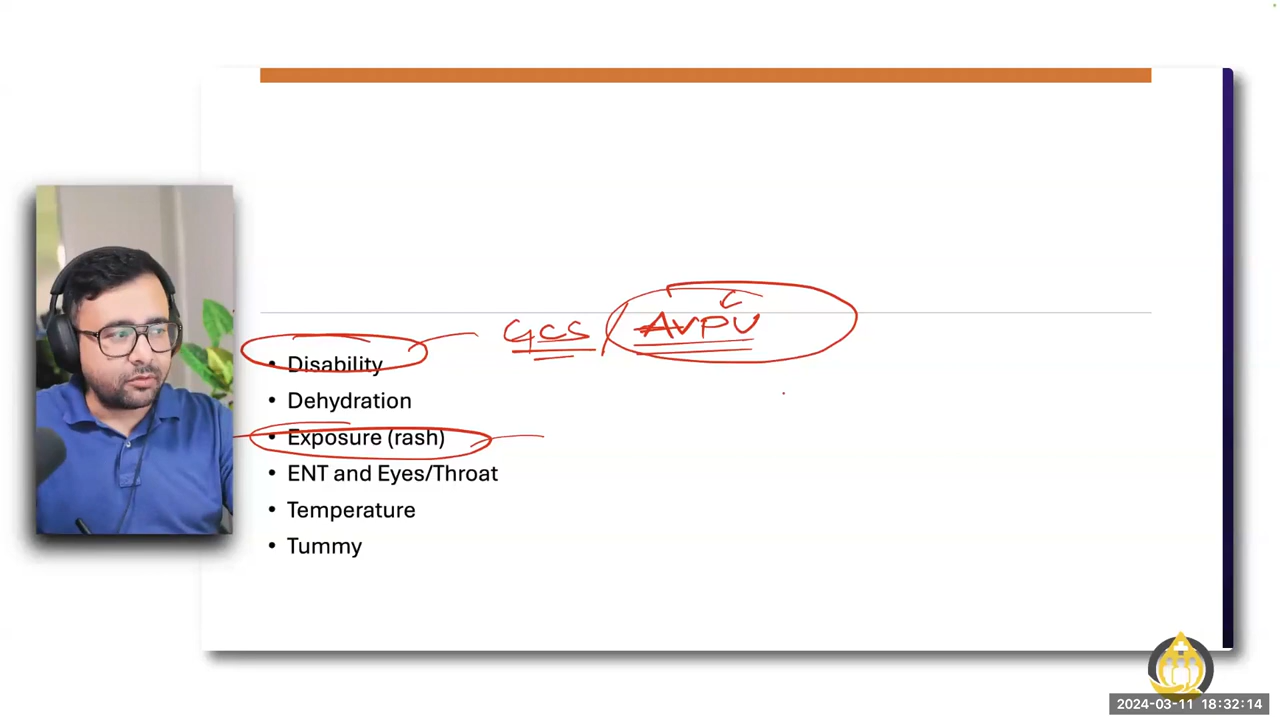 GCS / AVPU
• Disability
• Dehydration
• Exposure (rash)
• ENT and Eyes/Throat
• Temperature
• Tummy
2024-03-11 18:32:14